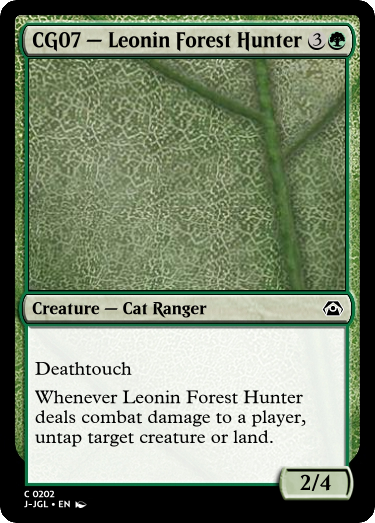 CG07 — Leonin Forest Hunter 3
Creature — Cat Ranger
Deathtouch
Whenever Leonin Forest Hunter
deals combat damage to a player,
untap target creature or land.
2/4
C 0202
J-JGL • EN